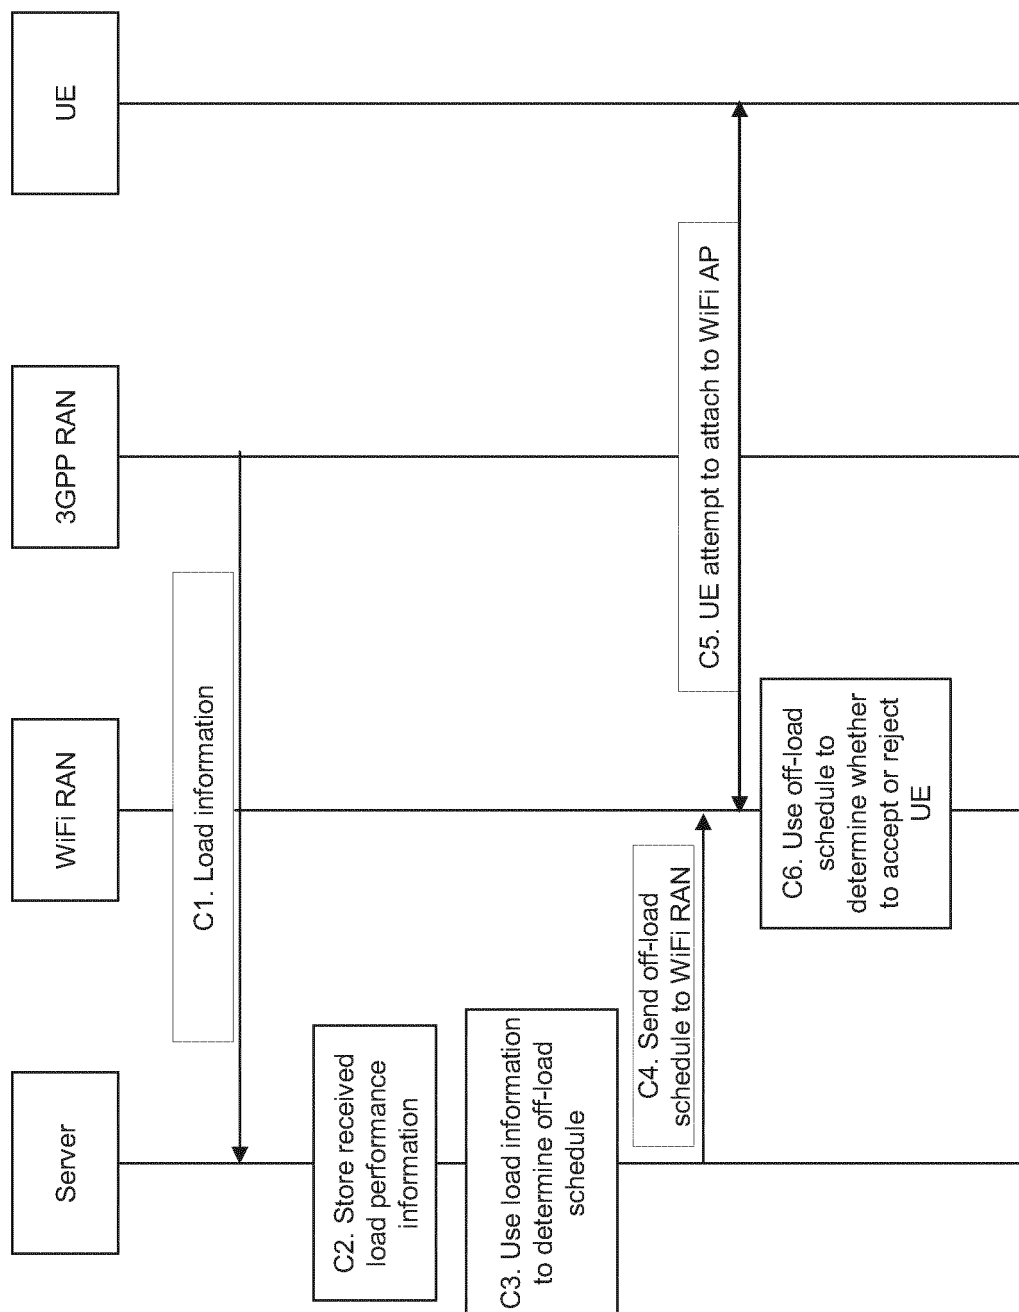 Server
WiFi RAN
3GPP RAN
UE
C1. Load information
C2. Store received
load performance
information
C3. Use load information
to determine off-load
schedule
C4. Send off-load
schedule to WiFi RAN
C5. UE attempt to attach to WiFi AP
C6. Use off-load
schedule to
determine whether
to accept or reject
UE